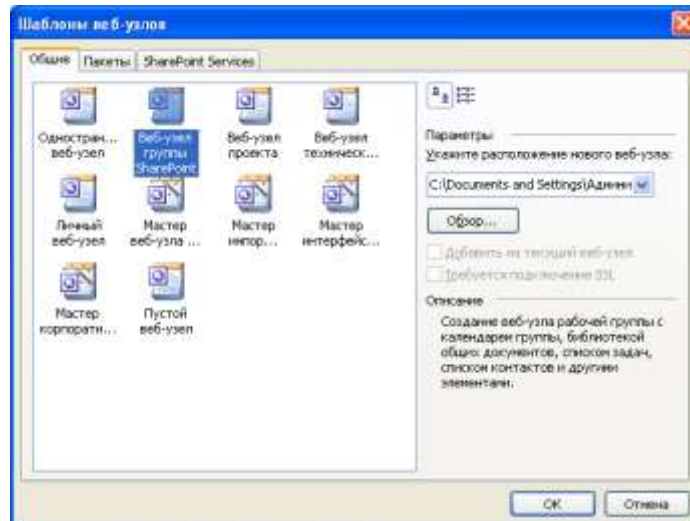 Шаблоны веб-узлов
Общие Пакеты SharePoint Services
Одностран...
веб-узел
Веб-узел
группы
SharePoint
Веб-узел
проекта
Веб-узел
техническ...
Личный
веб-узел
Мастер
веб-узла ...
Мастер
импор...
Мастер
интерфейс...
Мастер
корпорати...
Пустой
веб-узел
Параметры
Укажите расположение нового веб-узла:
C:\Documents and Settings\Админи
Обзор...
Добавить на текущий веб-узел
Требуется подключение SSL
Описание
Создание веб-узла рабочей группы с
календарем группы, библиотекой
общих документов, списком задач,
списком контактов и другими
элементами.
ОК Отмена